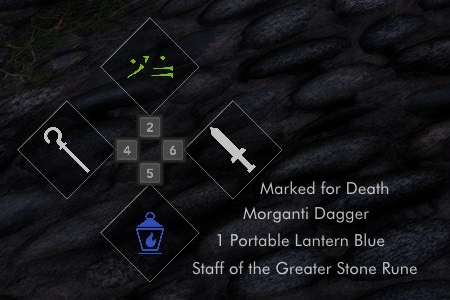 2
4
6
5
Marked for Death
Morganti Dagger
1 Portable Lantern Blue
Staff of the Greater Stone Rune